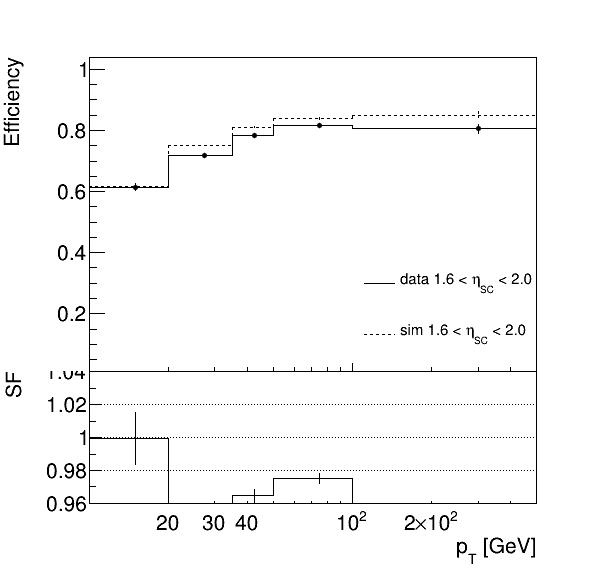 Efficiency
1
0.8
0.6
0.4
0.2
data 1.6 < η_SC < 2.0
sim 1.6 < η_SC < 2.0
SF
1.04
1.02
1
0.98
0.96
20 30 40 10² 2×10²
p_T [GeV]